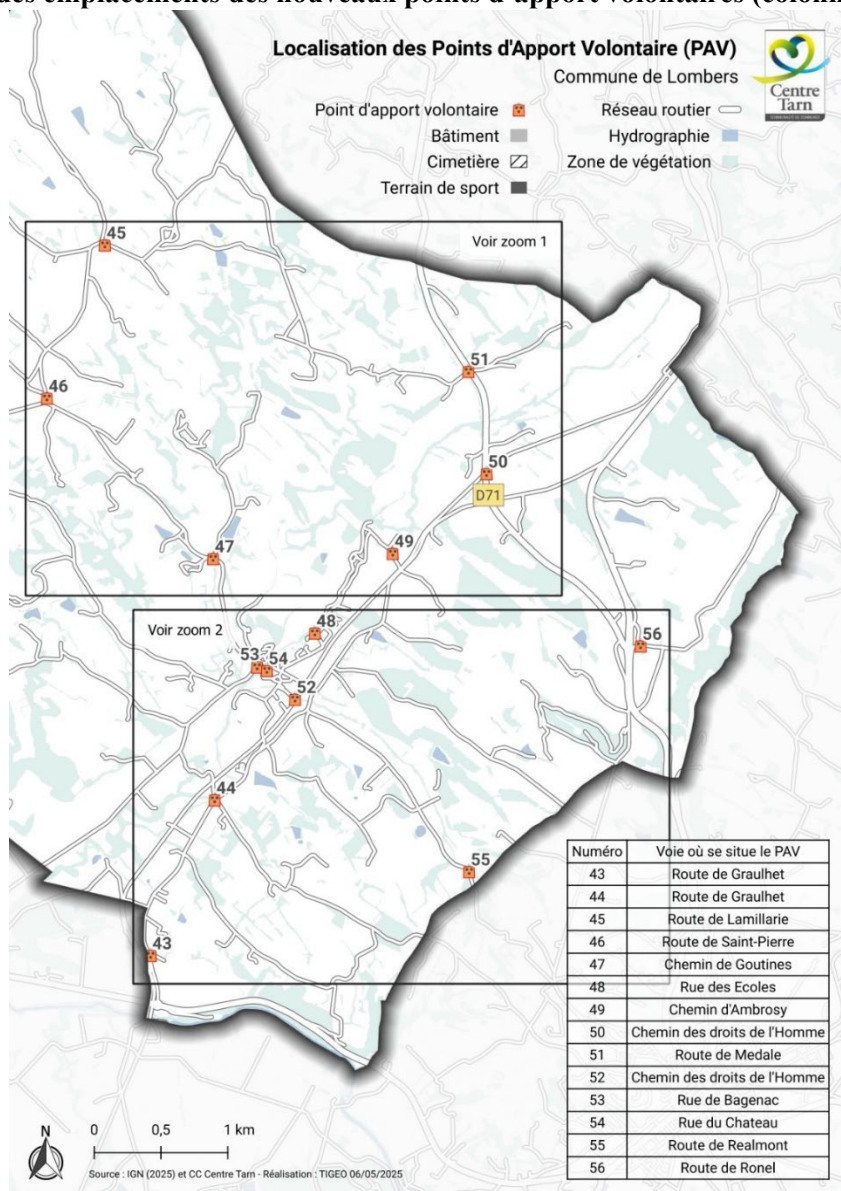 des emplacements des nouveaux points d'apport volontaires (colonn
Localisation des Points d'Apport Volontaire (PAV)
Commune de Lombers
Centre
Tarn
Point d'apport volontaire
Réseau routier
Bâtiment
Hydrographie
Cimetière
Zone de végétation
Terrain de sport
Voir zoom 1
45
51
46
50
D71
47
49
Voir zoom 2
48
56
53
54
52
44
55
43
Numéro Voie où se situe le PAV
43 Route de Graulhet
44 Route de Graulhet
45 Route de Lamillarie
46 Route de Saint-Pierre
47 Chemin de Goutines
48 Rue des Ecoles
49 Chemin d'Ambrosy
50 Chemin des droits de l'Homme
51 Route de Medale
52 Chemin des droits de l'Homme
53 Rue de Bagenac
54 Rue du Chateau
55 Route de Realmont
56 Route de Ronel
N
0 0,5 1 km
Source : IGN (2025) et CC Centre Tarn - Réalisation : TIGEO 06/05/2025